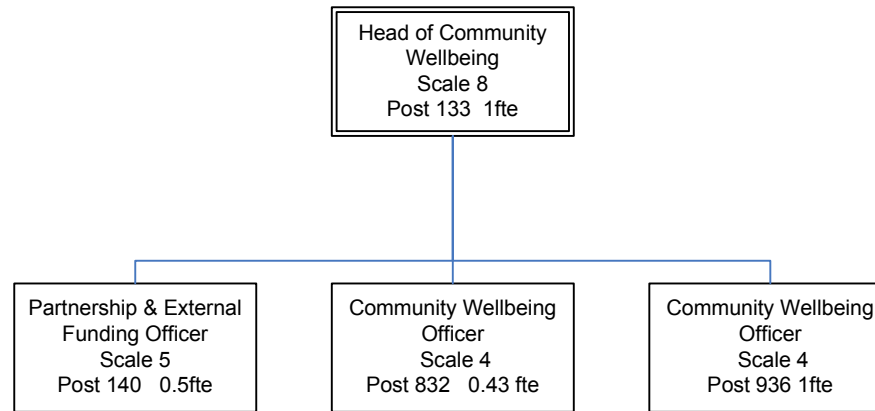 Head of Community
Wellbeing
Scale 8
Post 133  1fte
Partnership & External
Funding Officer
Scale 5
Post 140   0.5fte
Community Wellbeing
Officer
Scale 4
Post 832   0.43 fte
Community Wellbeing
Officer
Scale 4
Post 936 1fte